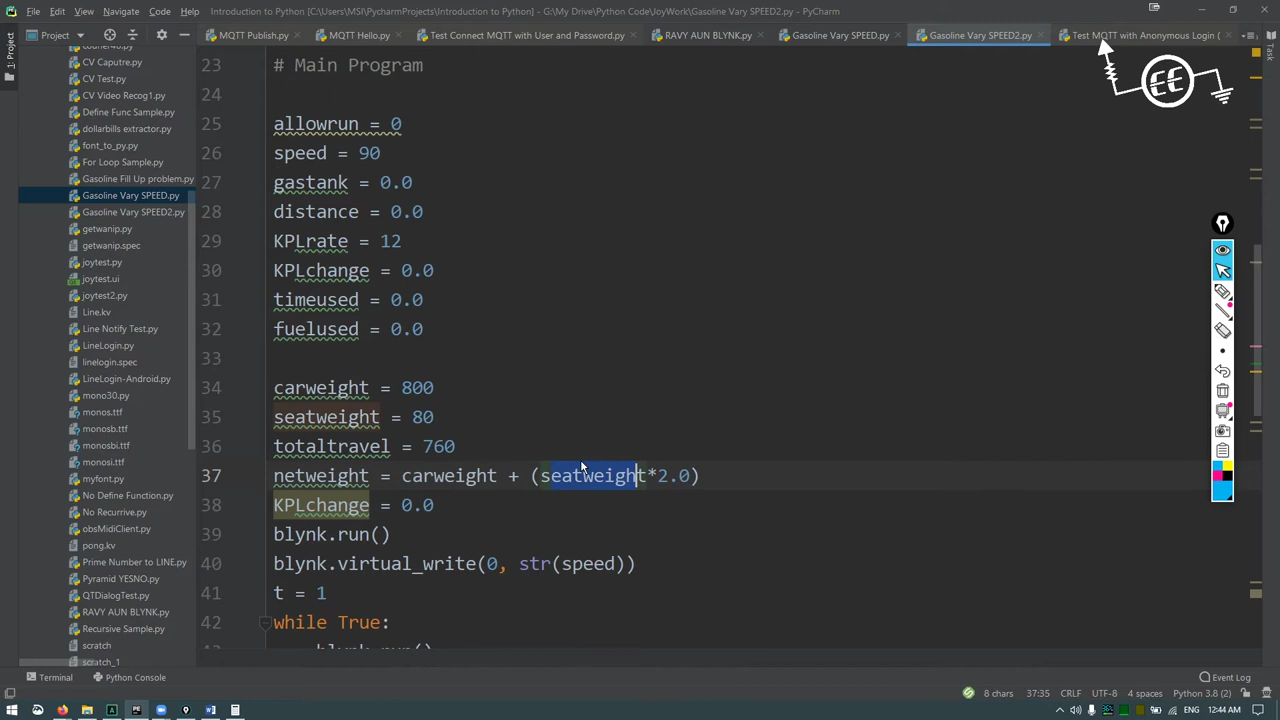 File Edit View Navigate Code Help Introduction to Python [C:\Users\MSI\PycharmProjects\Introduction to Python] - G:\My Drive\Python Code\JoyWork\Gasoline Vary SPEED2.py - PyCharm
Project
MQTT Publish.py MQTT Hello.py Test Connect MQTT with User and Password.py RAVY AUN BLYNK.py Gasoline Vary SPEED.py Gasoline Vary SPEED2.py Test MQTT with Anonymous Login (
1: Project
Task
EE
CV Caputre.py
CV Test.py
CV Video Recog1.py
Define Func Sample.py
dollarbills extractor.py
font_to_py.py
For Loop Sample.py
Gasoline Fill Up problem.py
Gasoline Vary SPEED.py
Gasoline Vary SPEED2.py
getwanip.py
getwanip.spec
joytest.py
joytest.ui
joytest2.py
Line.kv
Line Notify Test.py
LineLogin.py
linelogin.spec
LineLogin-Android.py
mono30.py
monos.ttf
monosb.ttf
monosbi.ttf
monosi.ttf
myfont.py
No Define Function.py
No Recurive.py
obsMidiClient.py
pong.kv
Prime Number to LINE.py
Pyramid YESNO.py
QTDialogTest.py
RAVY AUN BLYNK.py
Recursive Sample.py
scratch
scratch_1
23 # Main Program
24
25 allowrun = 0
26 speed = 90
27 gastank = 0.0
28 distance = 0.0
29 KPLrate = 12
30 KPLchange = 0.0
31 timeused = 0.0
32 fuelused = 0.0
33
34 carweight = 800
35 seatweight = 80
36 totaltravel = 760
37 netweight = carweight + (seatweight*2.0)
38 KPLchange = 0.0
39 blynk.run()
40 blynk.virtual_write(0, str(speed))
41 t = 1
42 while True:
blynk.run()
Terminal Python Console Event Log
8 chars 37:35 CRLF UTF-8 4 spaces Python 3.8 (2)
ENG 12:44 AM